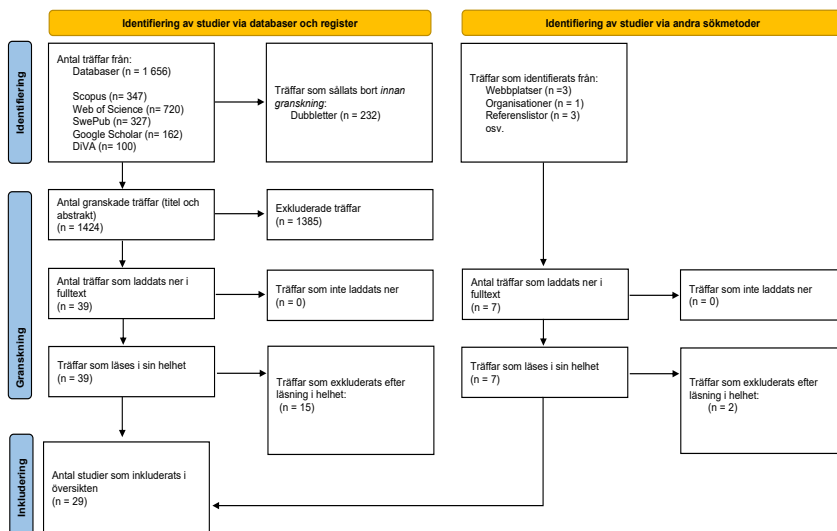 Identifiering av studier via databaser och register
Identifiering av studier via andra sökmetoder
Identifiering
Antal träffar från:
Databaser (n = 1 656)
Scopus (n= 347)
Web of Science (n= 720)
SwePub (n= 327)
Google Scholar (n= 162)
DiVA (n= 100)
Träffar som sållats bort innan
granskning:
Dubbletter (n = 232)
Träffar som identifierats från:
Webbplatser (n =3)
Organisationer (n = 1)
Referenslistor (n = 3)
osv.
Granskning
Antal granskade träffar (titel och
abstrakt)
(n = 1424)
Exkluderade träffar
(n = 1385)
Antal träffar som laddats ner i
fulltext
(n = 39)
Träffar som inte laddats ner
(n = 0)
Antal träffar som laddats ner i
fulltext
(n = 7)
Träffar som inte laddats ner
(n = 0)
Träffar som läses i sin helhet
(n = 39)
Träffar som exkluderats efter
läsning i helhet:
(n = 15)
Träffar som läses i sin helhet
(n = 7)
Träffar som exkluderats efter
läsning i helhet:
(n = 2)
Inkludering
Antal studier som inkluderats i
översikten
(n = 29)